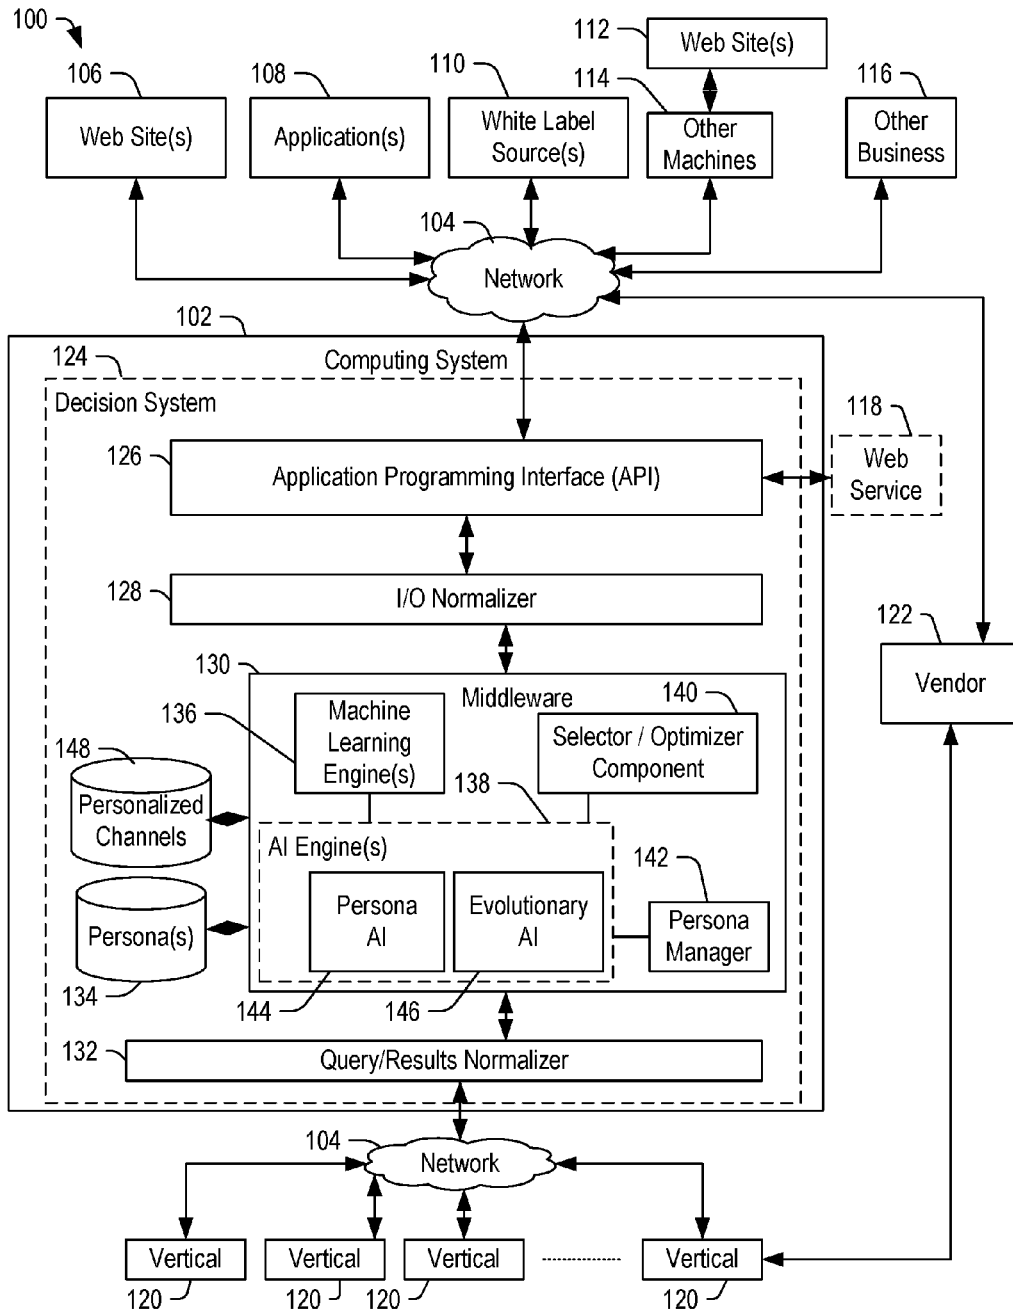 100
106
Web Site(s)
108
Application(s)
110
White Label
Source(s)
112
Web Site(s)
114
Other
Machines
116
Other
Business
104
Network
102
Computing System
124
Decision System
126
Application Programming Interface (API)
118
Web
Service
128
I/O Normalizer
122
Vendor
130
Middleware
136
Machine
Learning
Engine(s)
140
Selector / Optimizer
Component
148
Personalized
Channels
138
AI Engine(s)
Persona
AI
Evolutionary
AI
142
Persona
Manager
Persona(s)
134
144
146
132
Query/Results Normalizer
104
Network
Vertical
Vertical
Vertical
Vertical
120
120
120
120